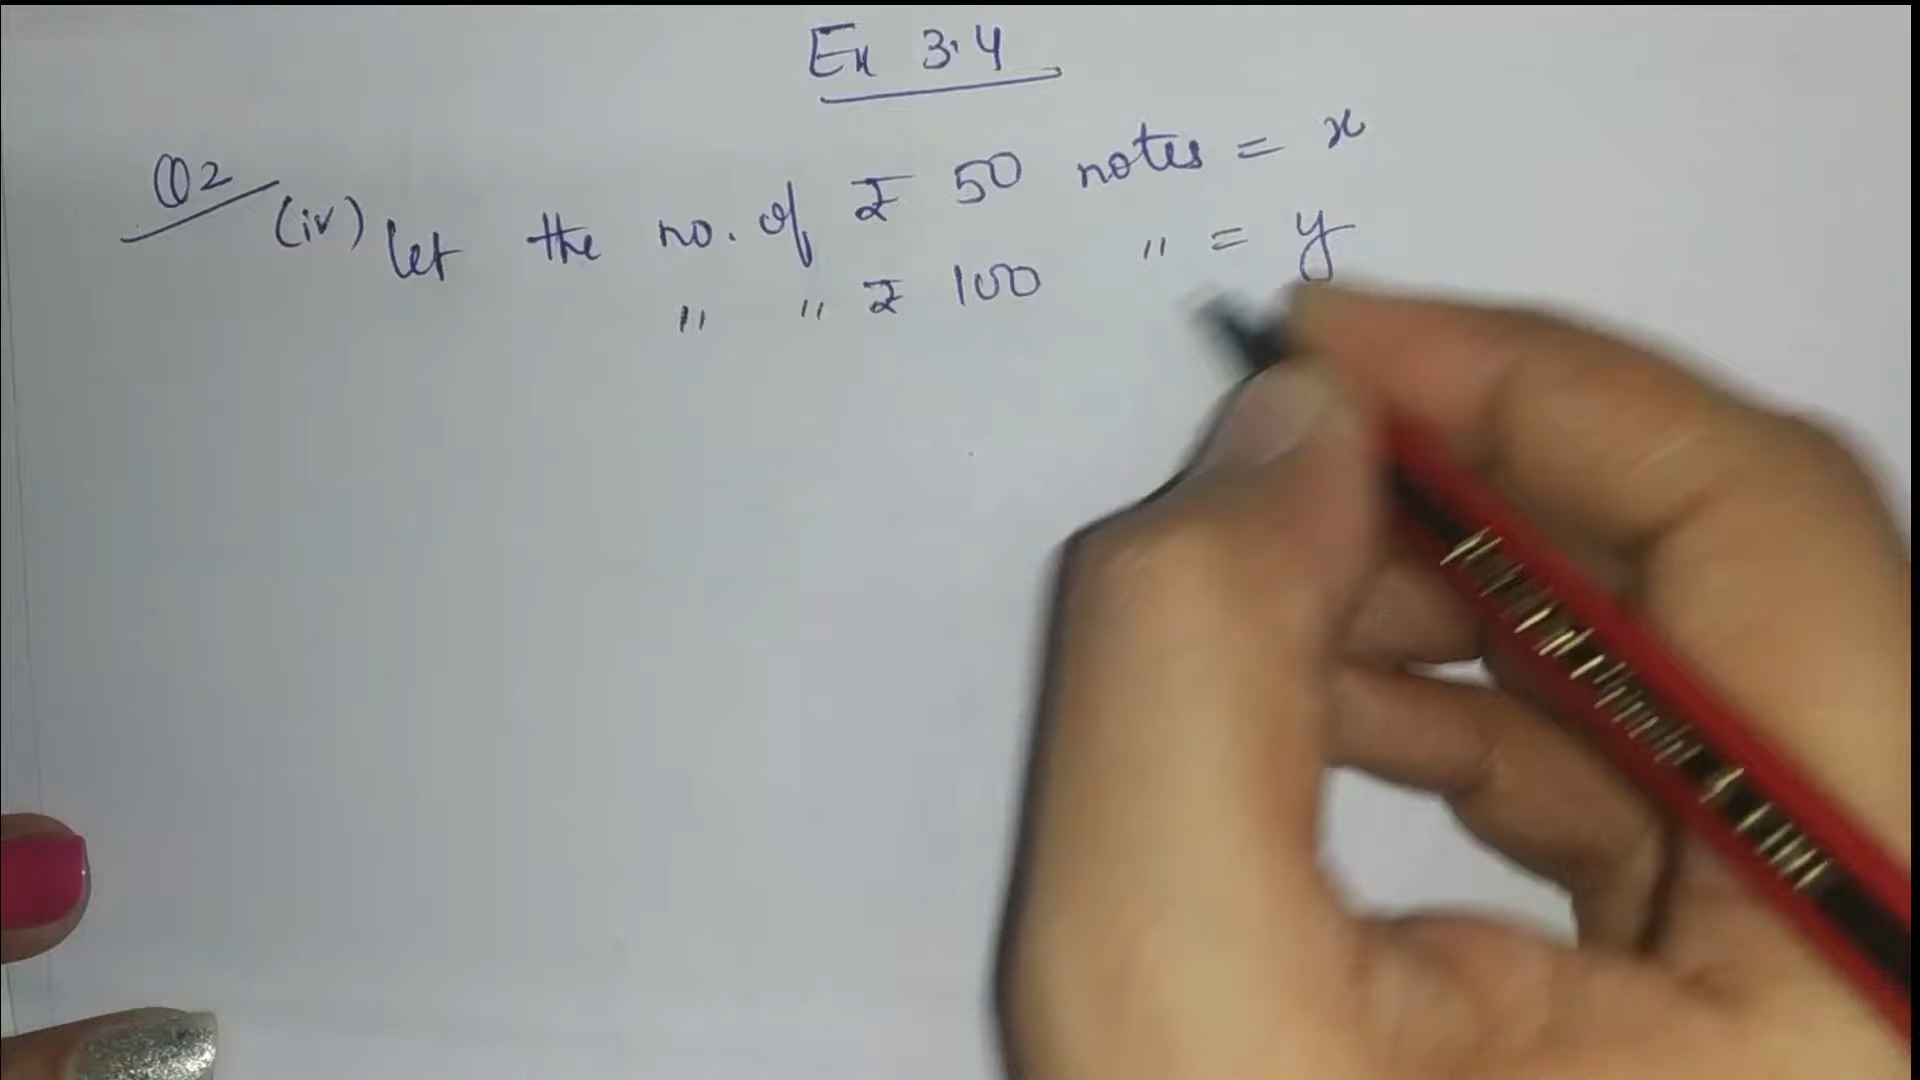 Ex 3.4
Q2 (iv) let the no. of ₹ 50 notes = x
" " ₹ 100 " = y